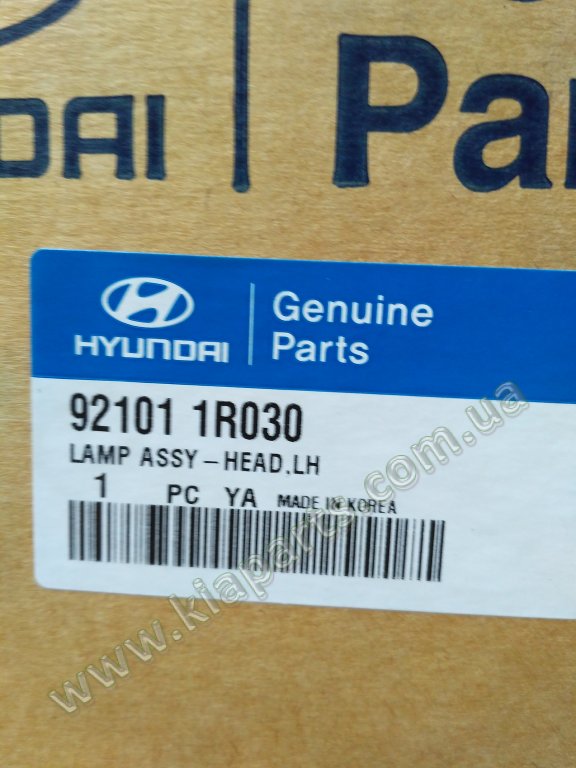 Par
DAI
HYUNDAI
Genuine
Parts
92101 1R030
LAMP ASSY-HEAD,LH
1 PC YA MADE IN KOREA
www.kiaparts.com.ua